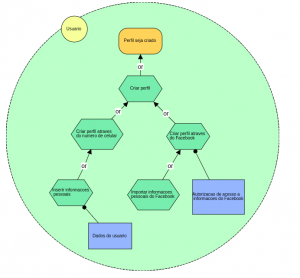 Usuário
Perfil seja criado
or
Criar perfil
or
or
Criar perfil atraves
do numero de celular
Criar perfil atraves
do Facebook
or
or
Inserir informacoes
pessoais
Importar informacoes
pessoais do Facebook
Autorizacao de acesso a
informacoes do Facebook
Dados do usuario